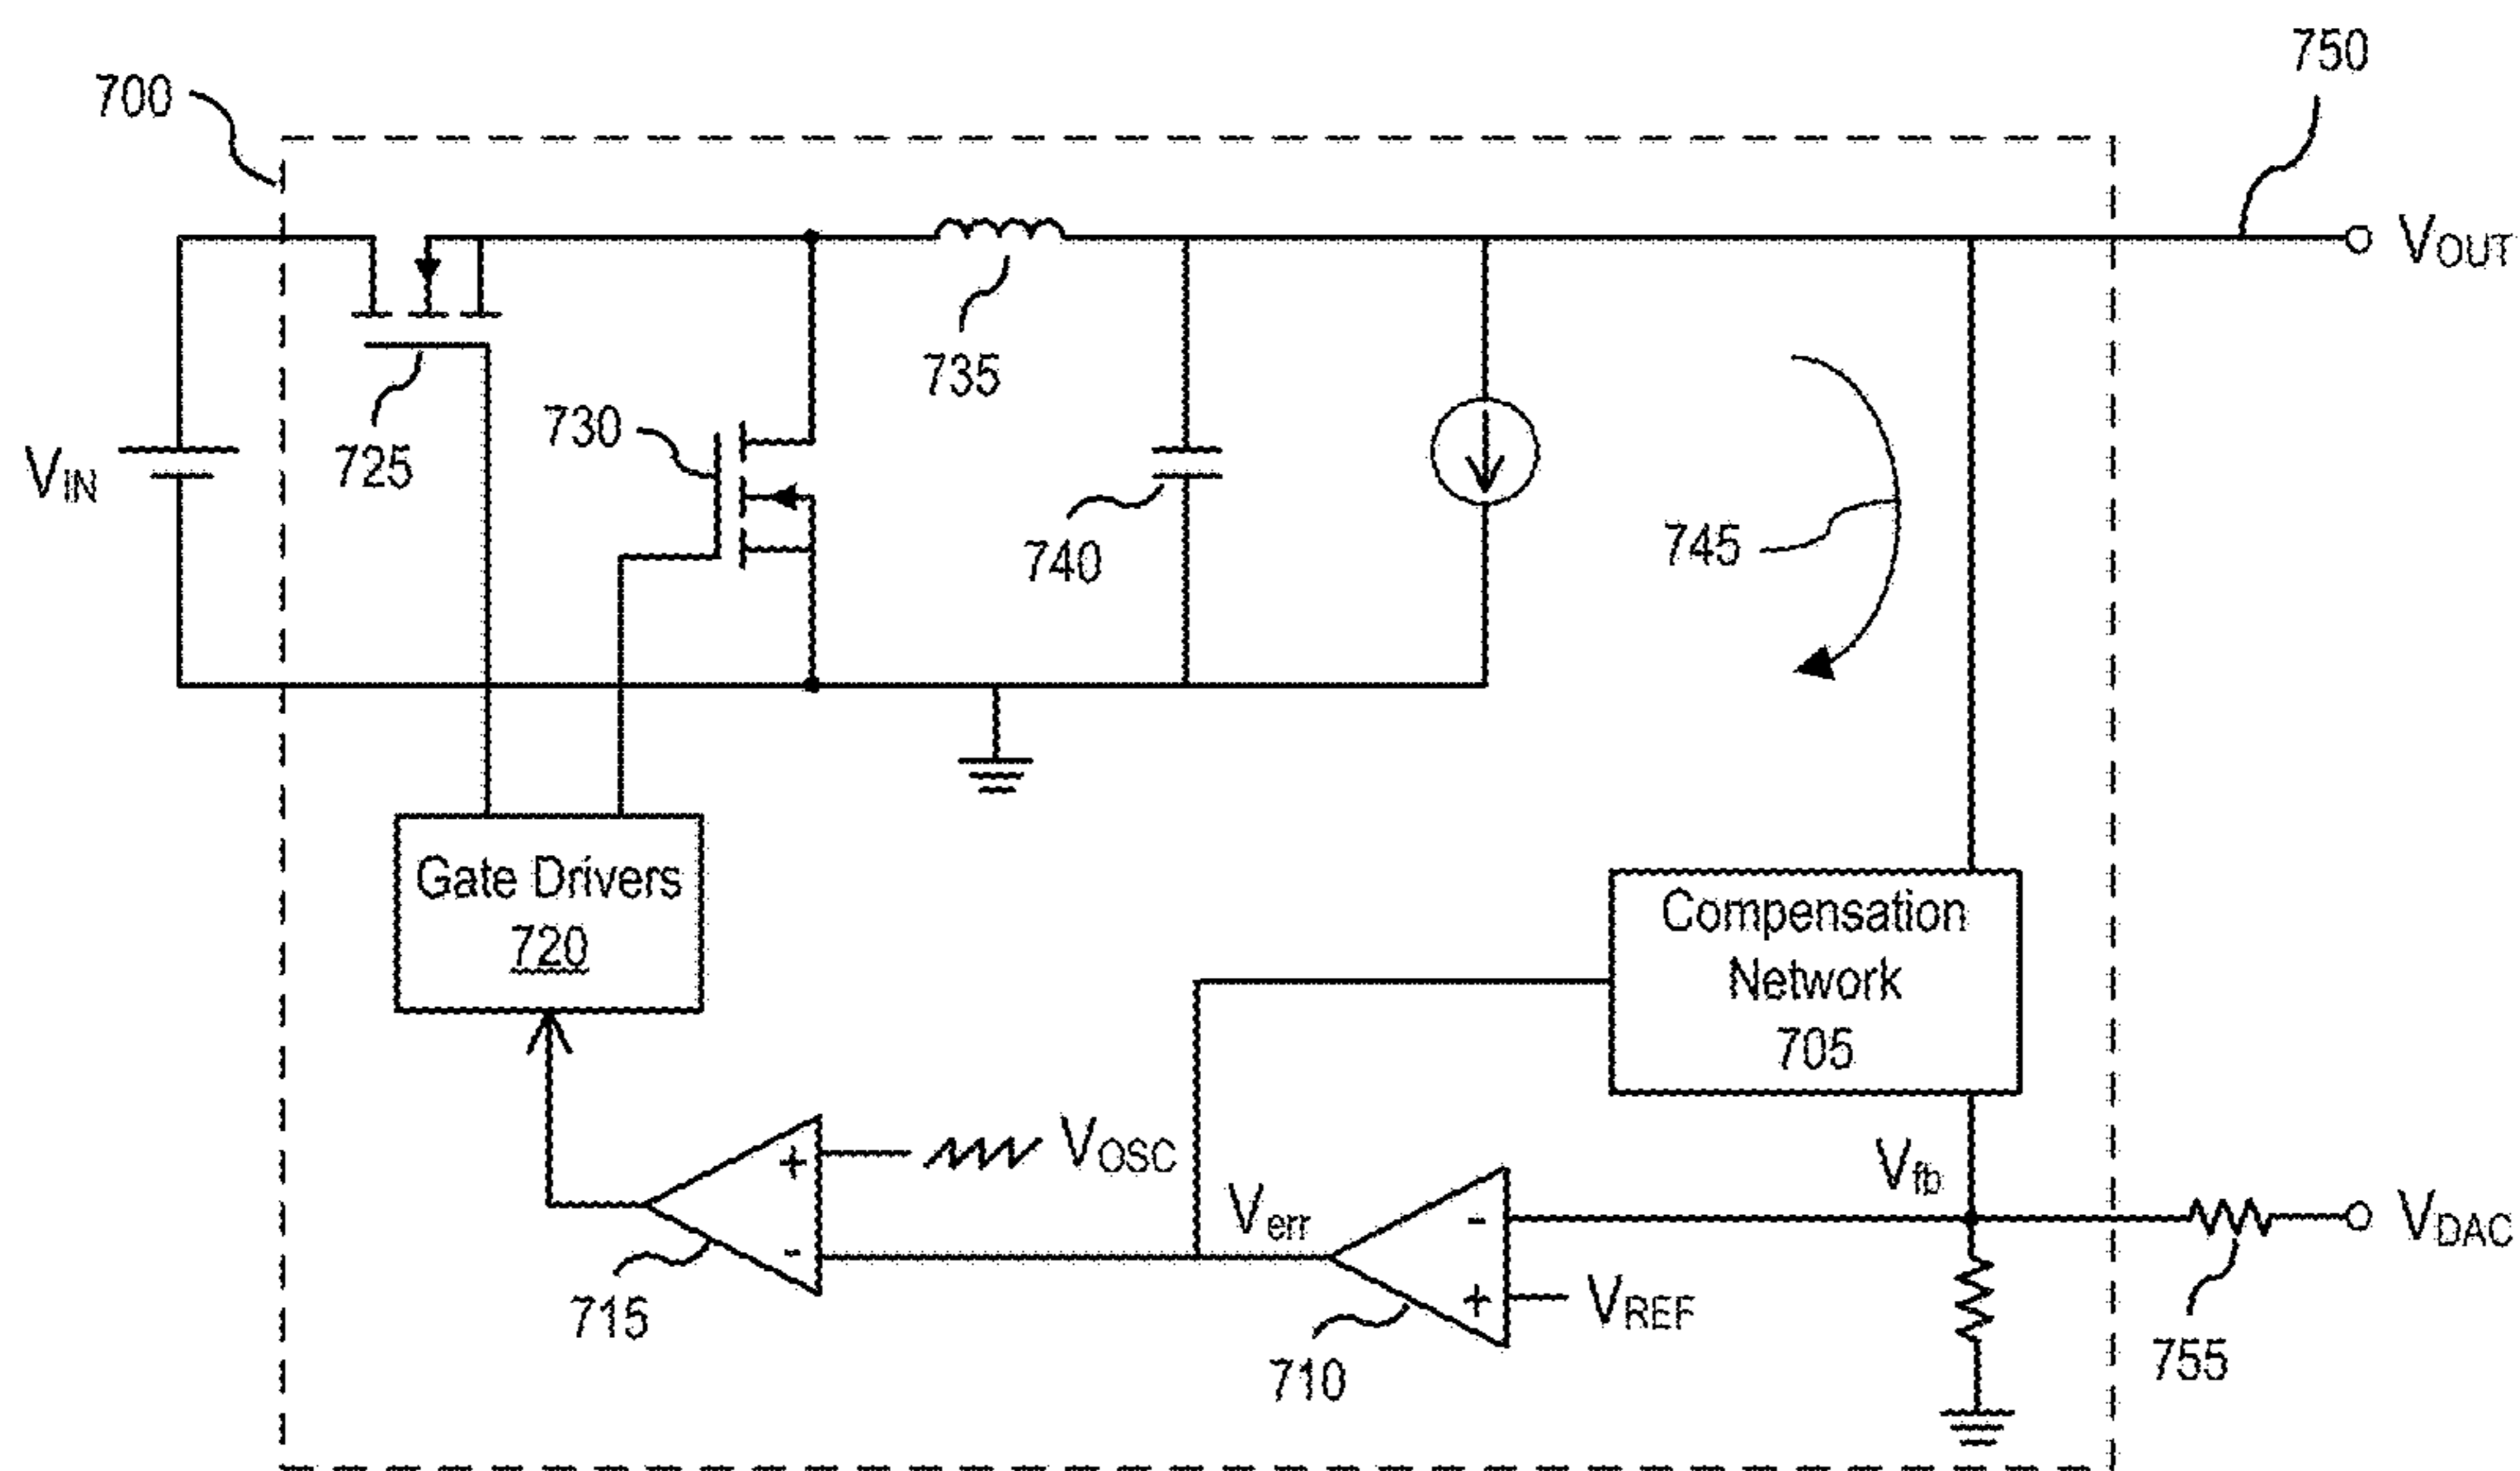 750
700
VOUT
735
730
725
VIN
745
740
Gate Drivers
720
Compensation
Network
705
+
VOSC
Vfb
Verr
-
VDAC
-
+
VREF
715
755
710